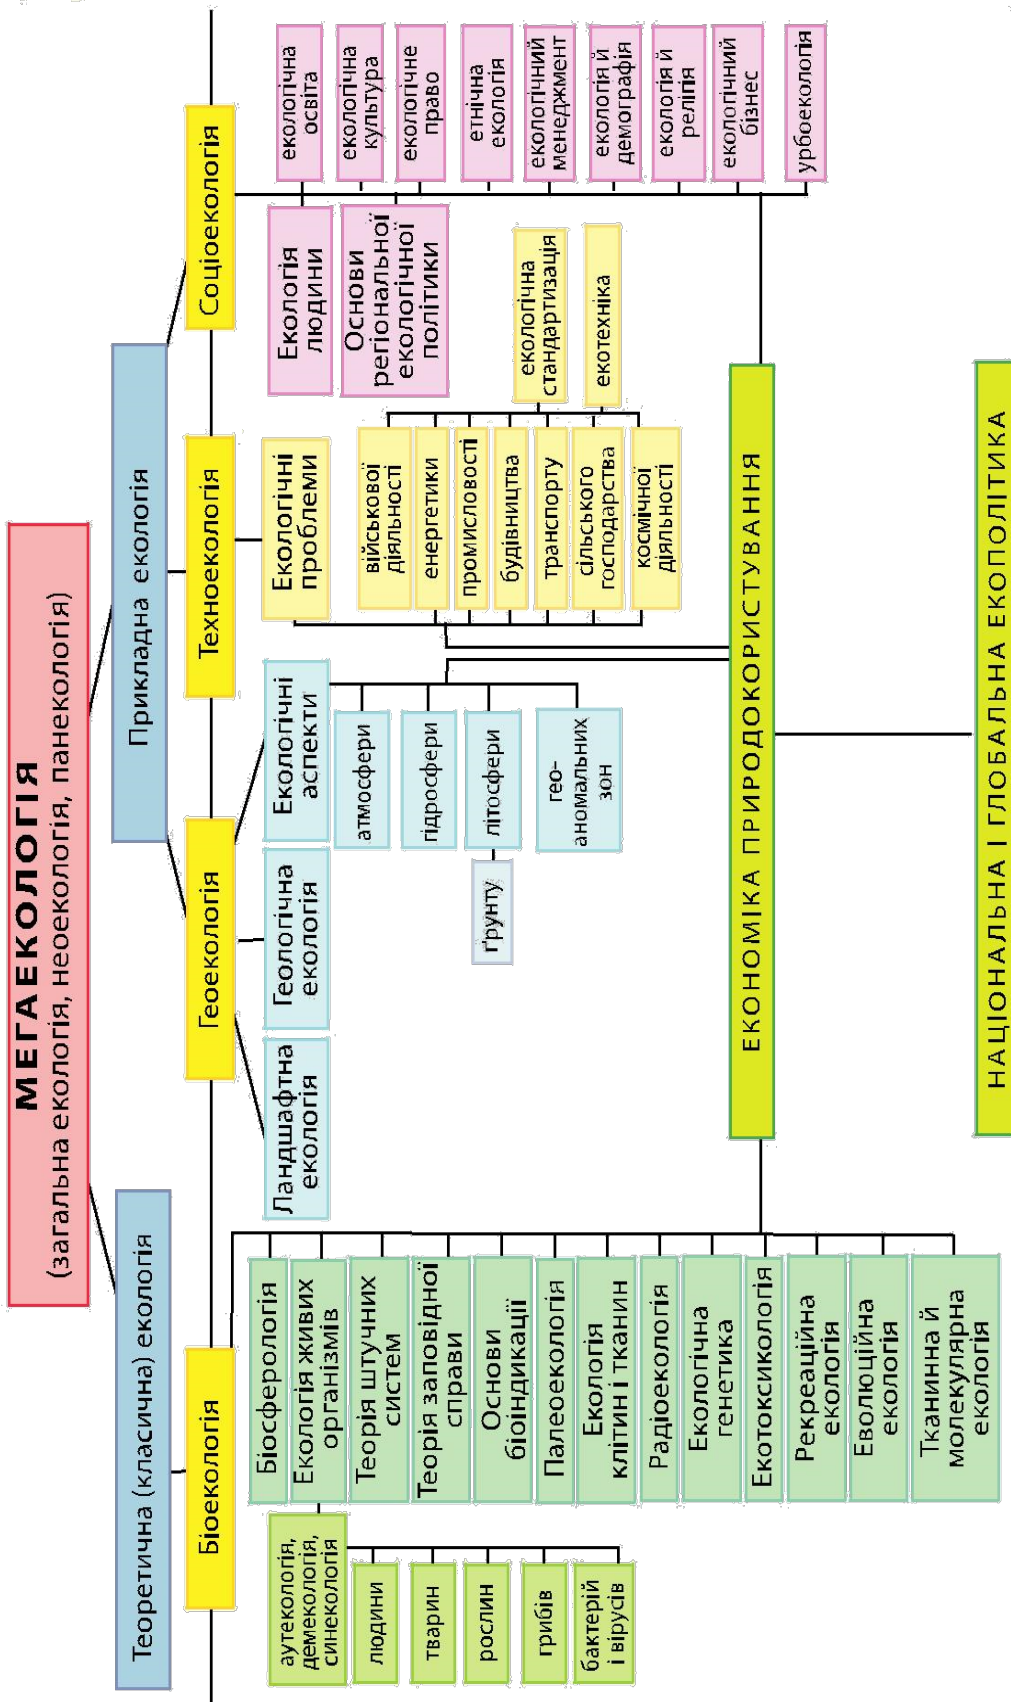 МЕГАЕКОЛОГІЯ
(загальна екологія, неоекологія, панекологія)
Теоретична (класична) екологія
Прикладна екологія
Біоекологія
Геоекологія
Техноекологія
Соціоекологія
аутекологія,
демекологія,
синекологія
людини
тварин
рослин
грибів
бактерій
і вірусів
Біосферологія
Екологія живих
організмів
Теорія штучних
систем
Теорія заповідної
справи
Основи
біоіндикації
Палеоекологія
Екологія
клітин і тканин
Радіоекологія
Екологічна
генетика
Екотоксикологія
Рекреаційна
екологія
Еволюційна
екологія
Тканинна й
молекулярна
екологія
Ландшафтна
екологія
Геологічна
екологія
Екологічні
аспекти
атмосфери
гідросфери
літосфери
ґрунту
гео-
аномальних
зон
Екологічні
проблеми
військової
діяльності
енергетики
промисловості
будівництва
транспорту
сільського
господарства
космічної
діяльності
екологічна
стандартизація
екотехніка
Екологія
людини
Основи
регіональної
екологічної
політики
екологічна
освіта
екологічна
культура
екологічне
право
етнічна
екологія
екологічний
менеджмент
екологія й
демографія
екологія й
релігія
екологічний
бізнес
урбоекологія
ЕКОНОМІКА ПРИРОДОКОРИСТУВАННЯ
НАЦІОНАЛЬНА І ГЛОБАЛЬНА ЕКОПОЛІТИКА